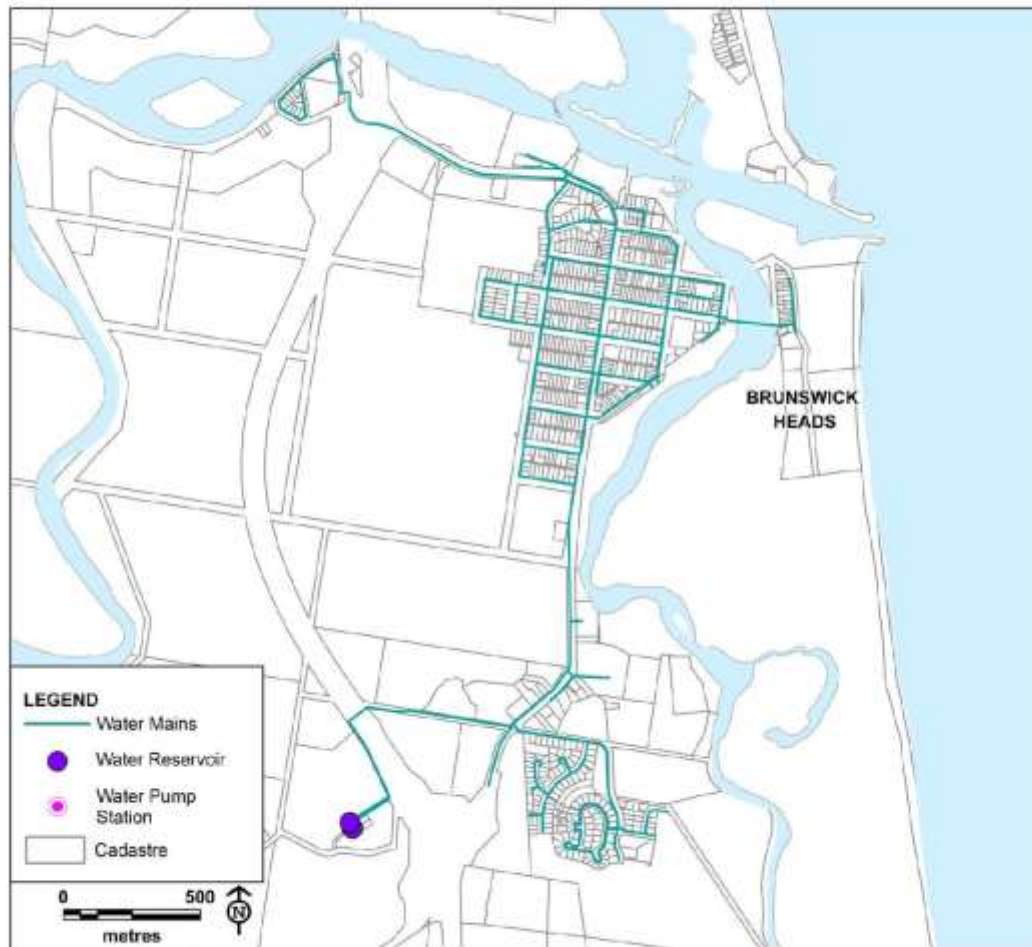 BRUNSWICK
HEADS
LEGEND
Water Mains
Water Reservoir
Water Pump
Station
Cadastre
0 500
metres
N